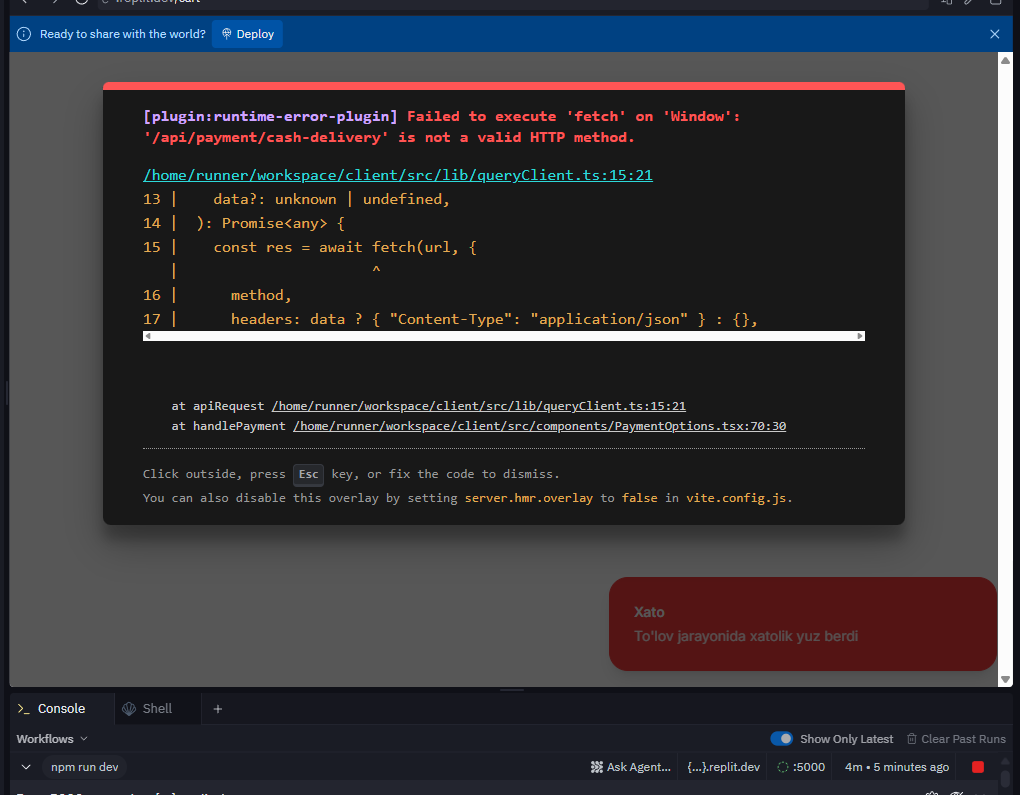 Ready to share with the world? Deploy
[plugin:runtime-error-plugin] Failed to execute 'fetch' on 'Window':
'/api/payment/cash-delivery' is not a valid HTTP method.
/home/runner/workspace/client/src/lib/queryClient.ts:15:21
13 | data?: unknown | undefined,
14 | ): Promise<any> {
15 | const res = await fetch(url, {
| ^
16 | method,
17 | headers: data ? { "Content-Type": "application/json" } : {},
at apiRequest /home/runner/workspace/client/src/lib/queryClient.ts:15:21
at handlePayment /home/runner/workspace/client/src/components/PaymentOptions.tsx:70:30
Click outside, press Esc key, or fix the code to dismiss.
You can also disable this overlay by setting server.hmr.overlay to false in vite.config.js.
Xato
To'lov jarayonida xatolik yuz berdi
>_ Console Shell +
Workflows Show Only Latest Clear Past Runs
npm run dev Ask Agent... {...}.replit.dev :5000 4m • 5 minutes ago